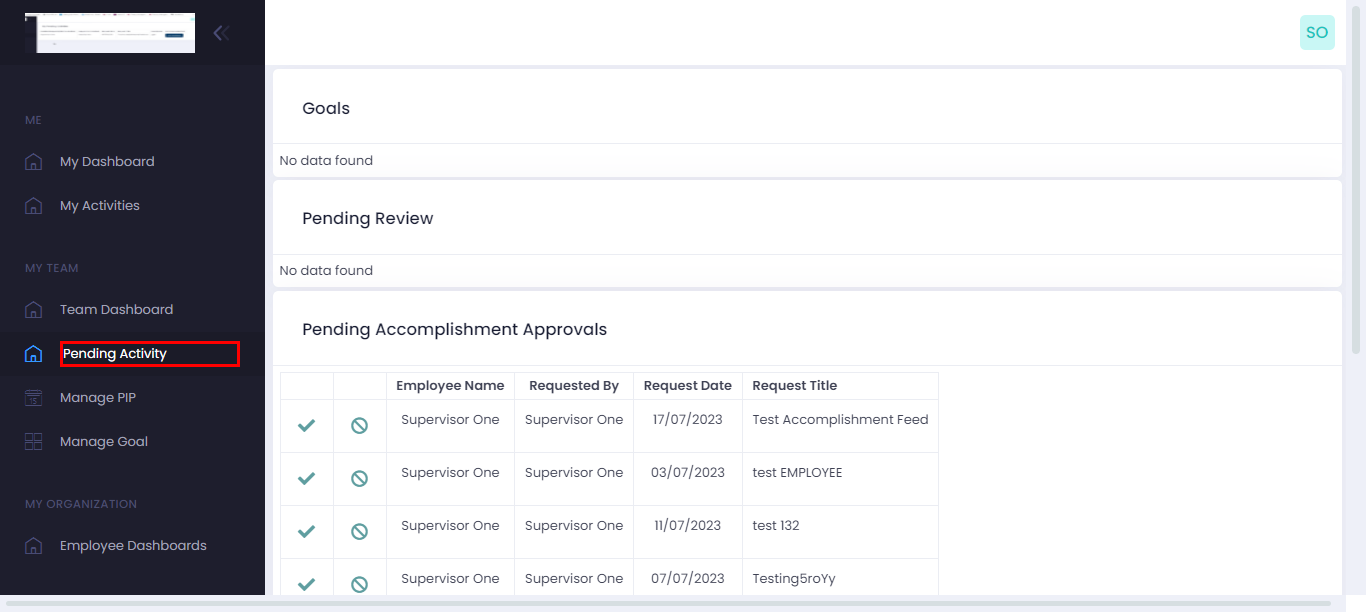 SO
ME
My Dashboard
My Activities
MY TEAM
Team Dashboard
Pending Activity
Manage PIP
Manage Goal
MY ORGANIZATION
Employee Dashboards
Goals
No data found
Pending Review
No data found
Pending Accomplishment Approvals
Employee Name Requested By Request Date Request Title
Supervisor One Supervisor One 17/07/2023 Test Accomplishment Feed
Supervisor One Supervisor One 03/07/2023 test EMPLOYEE
Supervisor One Supervisor One 11/07/2023 test 132
Supervisor One Supervisor One 07/07/2023 Testing5roYy